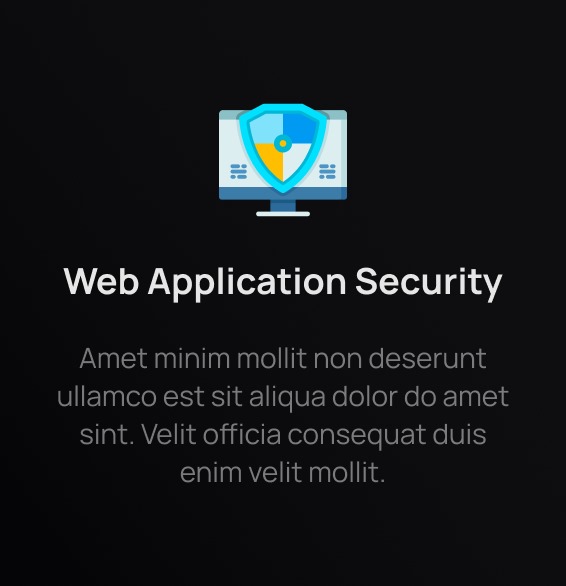 Web Application Security
Amet minim mollit non deserunt
ullamco est sit aliqua dolor do amet
sint. Velit officia consequat duis
enim velit mollit.